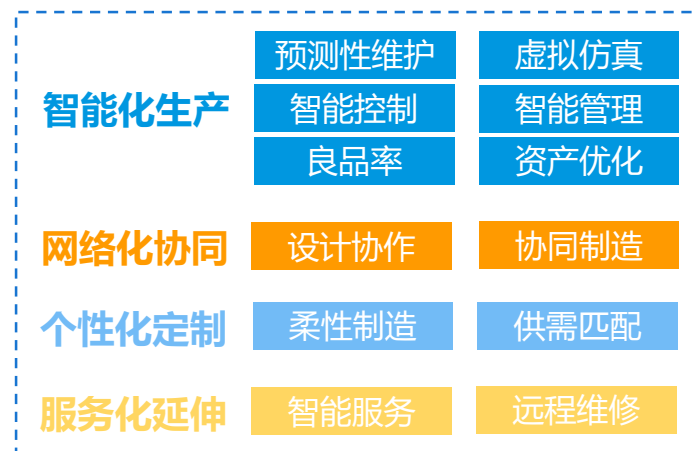 预测性维护 虚拟仿真
智能化生产 智能控制 智能管理
良品率 资产优化
网络化协同 设计协作 协同制造
个性化定制 柔性制造 供需匹配
服务化延伸 智能服务 远程维修